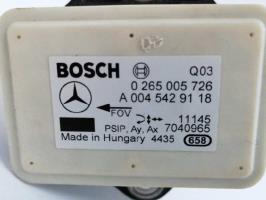 BOSCH Q03
0 265 005 726
A 004 542 91 18
FOV 11145
PSIP, Ay, Ax 7040965
Made in Hungary 4435 658